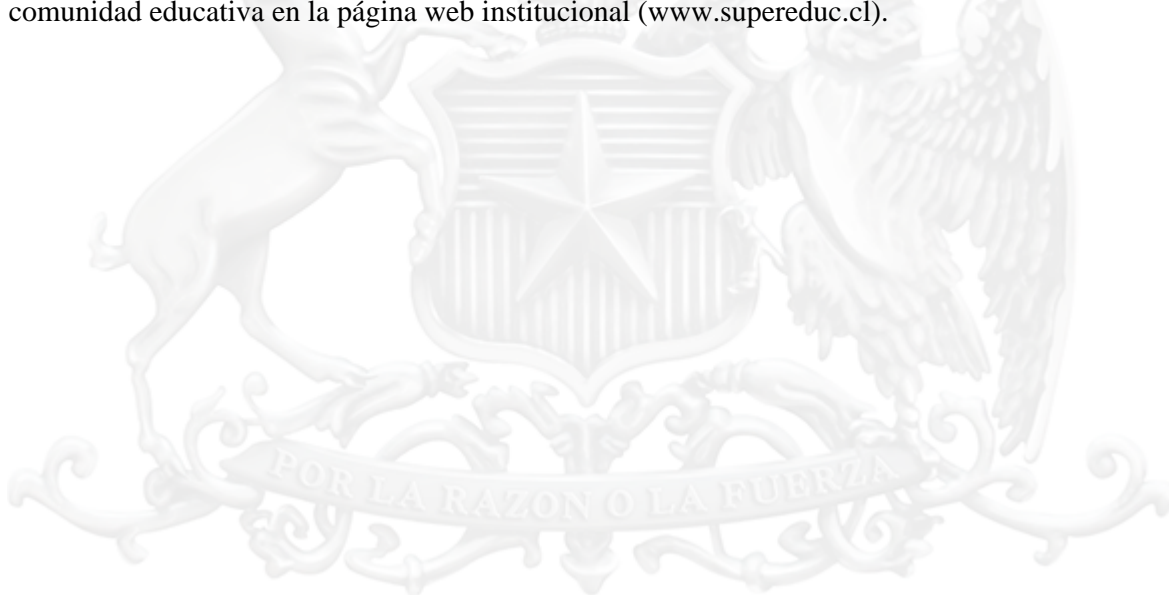 comunidad educativa en la página web institucional (www.supereduc.cl).
POR LA RAZON O LA FUERZA